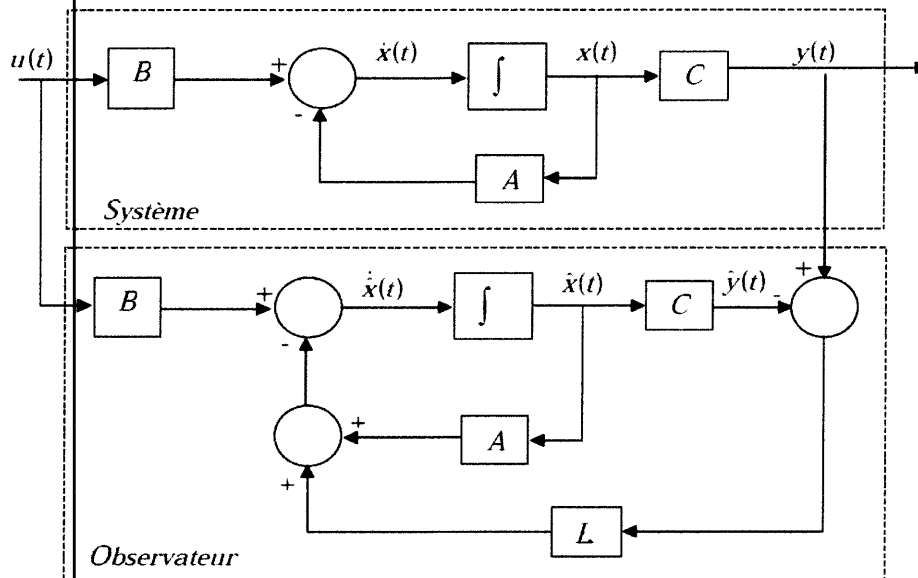 u(t)
B
+
-
ẋ(t)
∫
x(t)
C
y(t)
A
Système
B
+
-
x̂̇(t)
∫
x̂(t)
C
ŷ(t)
+
-
+
A
+
L
Observateur